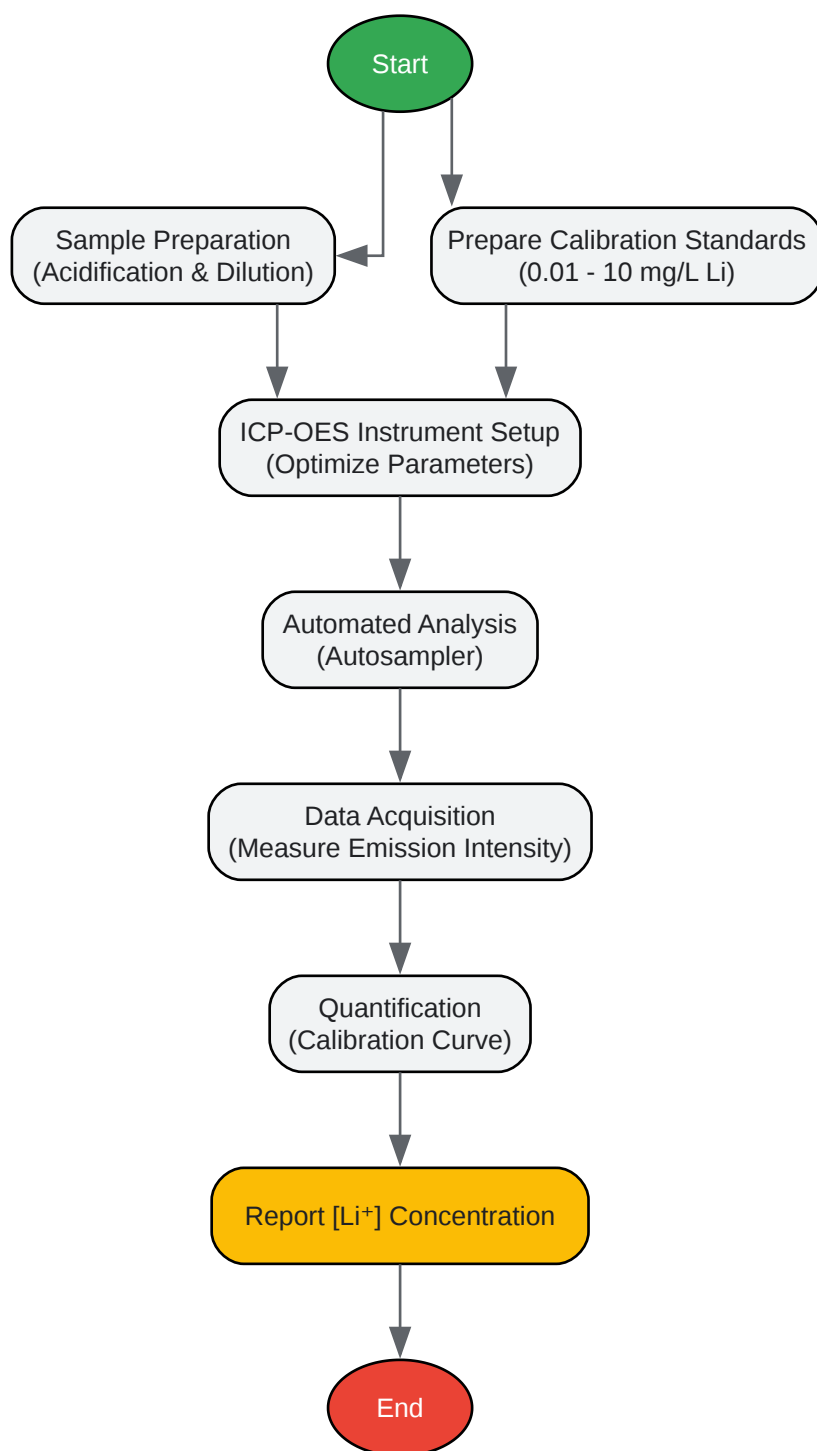 Start
Sample Preparation
(Acidification & Dilution)
Prepare Calibration Standards
(0.01 - 10 mg/L Li)
ICP-OES Instrument Setup
(Optimize Parameters)
Automated Analysis
(Autosampler)
Data Acquisition
(Measure Emission Intensity)
Quantification
(Calibration Curve)
Report [Li⁺] Concentration
End